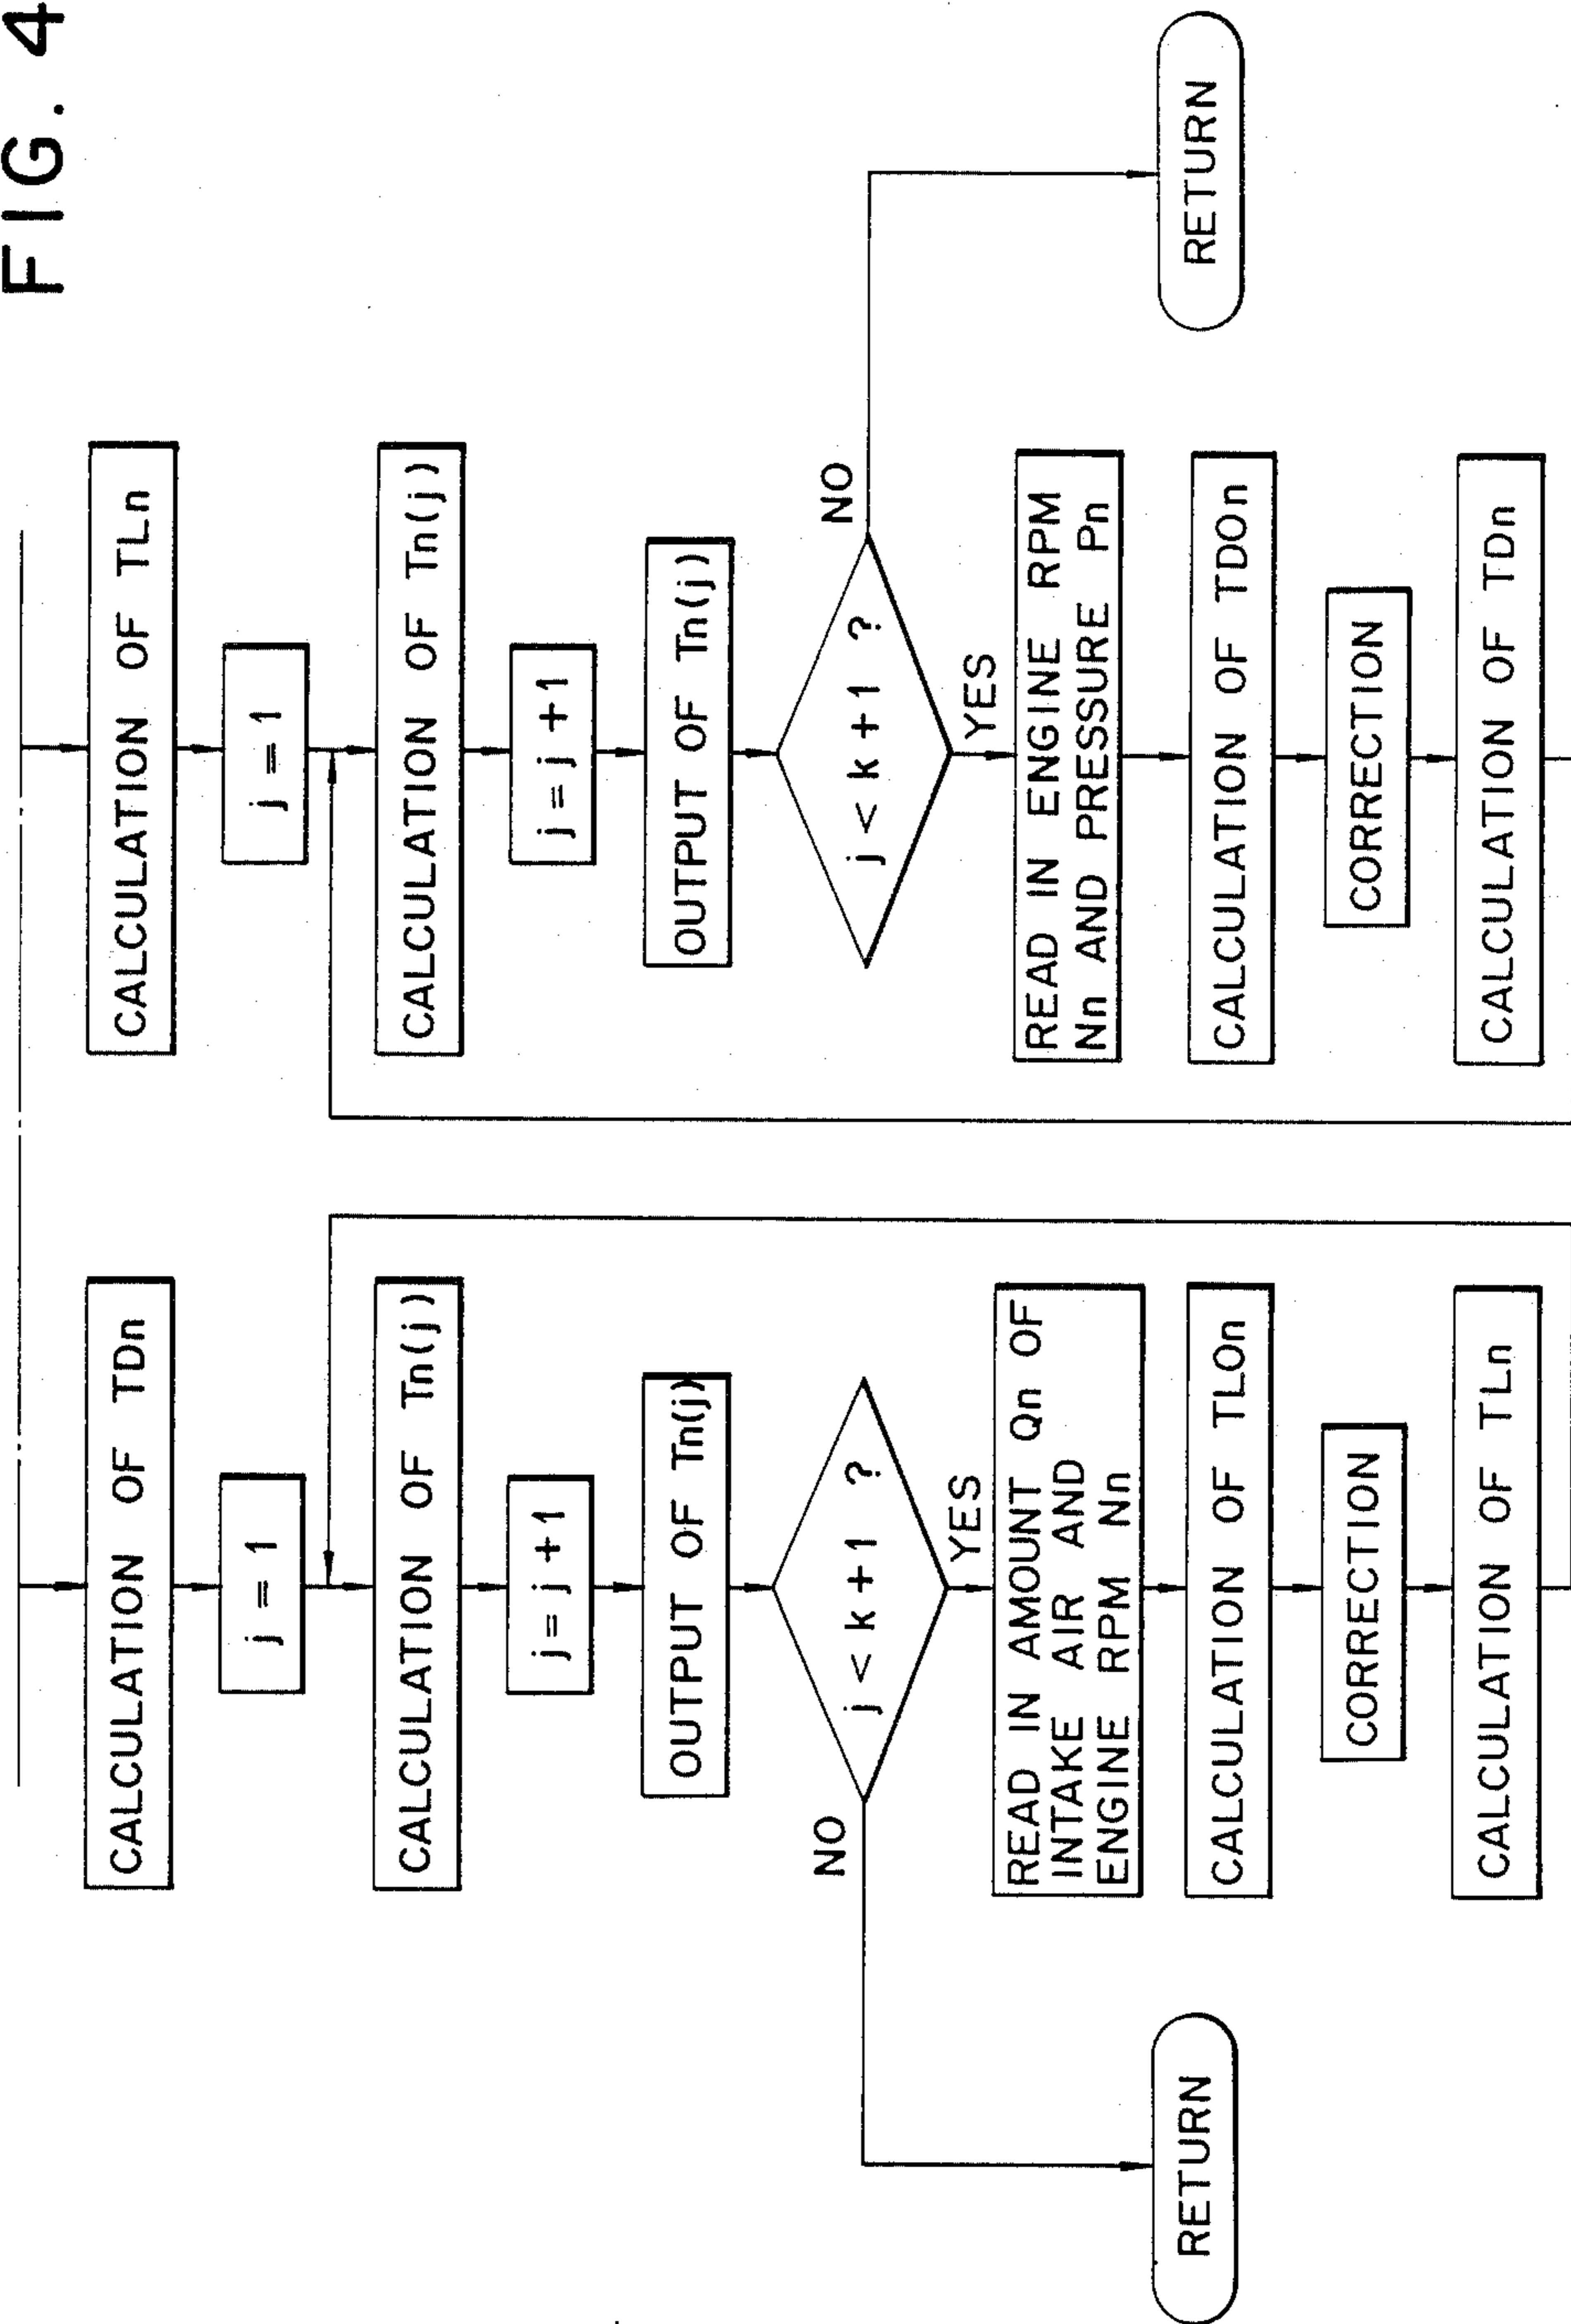 FIG. 4
CALCULATION OF TDn
j = 1
CALCULATION OF Tn(j)
j = j + 1
OUTPUT OF Tn(j)
j < k + 1 ?
NO
YES
RETURN
READ IN AMOUNT Qn OF
INTAKE AIR AND
ENGINE RPM Nn
CALCULATION OF TLOn
CORRECTION
CALCULATION OF TLn
CALCULATION OF TLn
j = 1
CALCULATION OF Tn(j)
j = j + 1
OUTPUT OF Tn(j)
j < k + 1 ?
NO
YES
RETURN
READ IN ENGINE RPM
Nn AND PRESSURE Pn
CALCULATION OF TDOn
CORRECTION
CALCULATION OF TDn